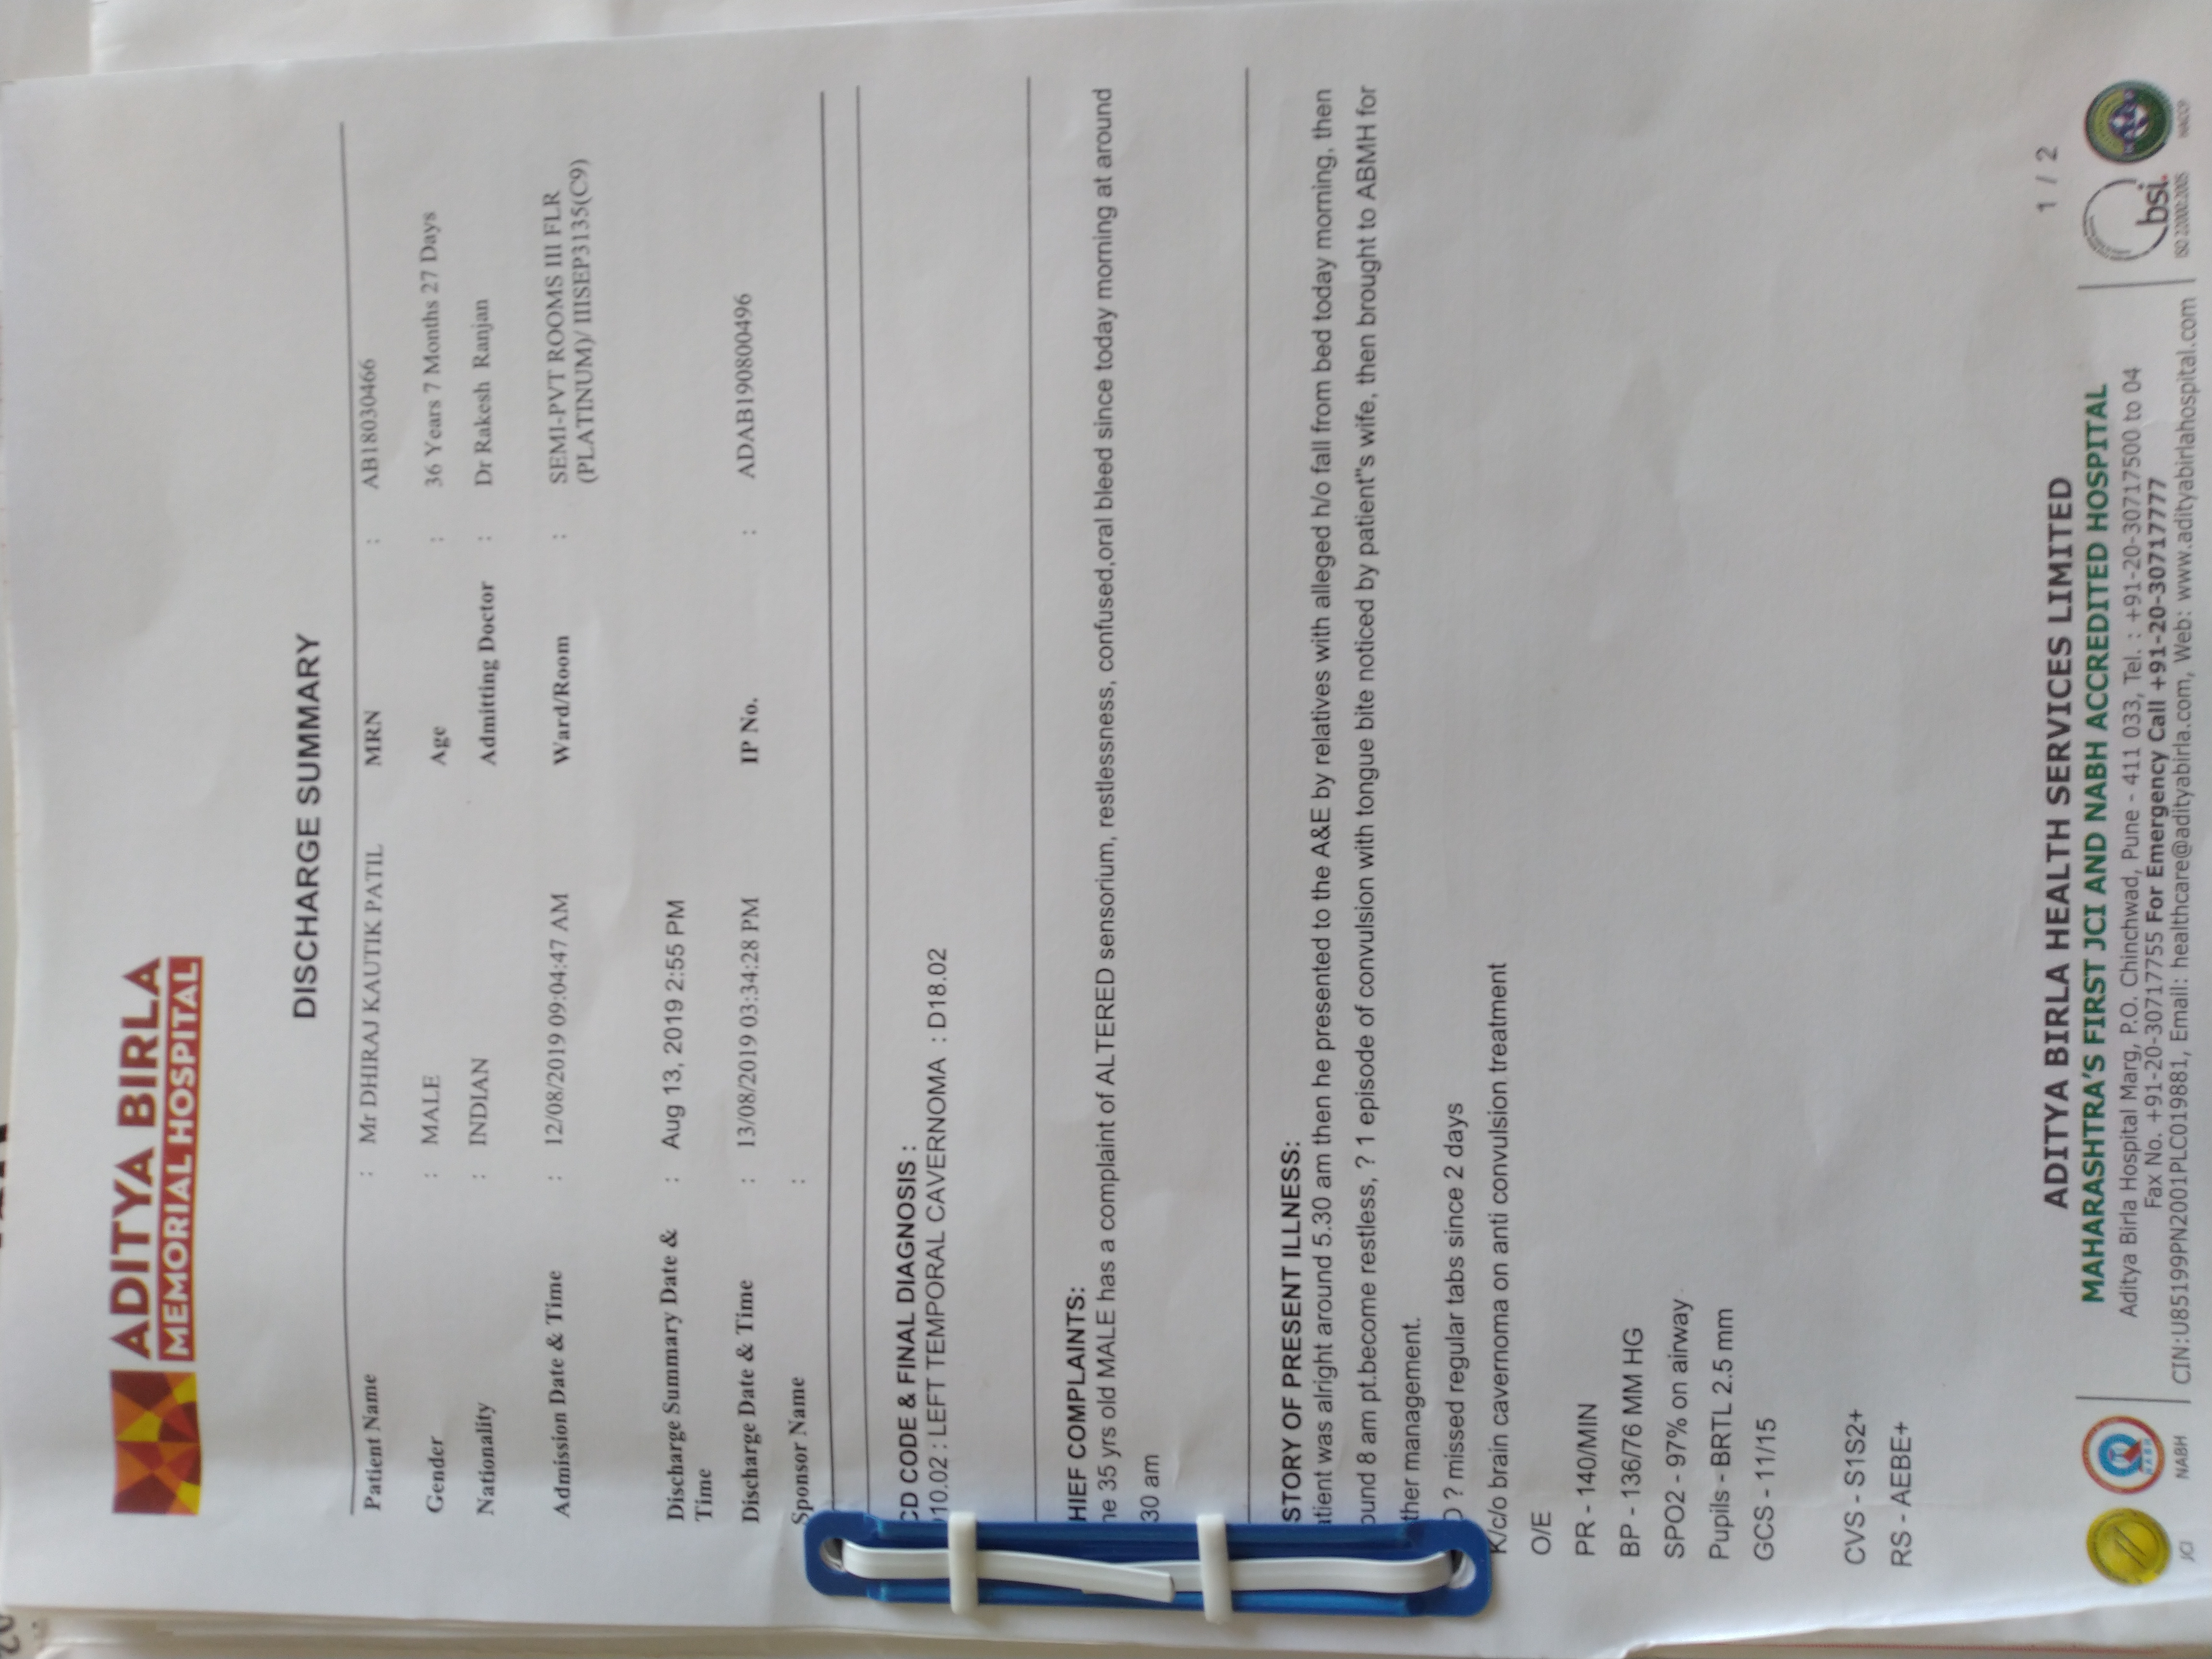 ADITYA BIRLA
MEMORIAL HOSPITAL
DISCHARGE SUMMARY
Patient Name : Mr DHIRAJ KAUTIK PATIL MRN : AB18030466
Gender : MALE Age : 36 Years 7 Months 27 Days
Nationality : INDIAN Admitting Doctor : Dr Rakesh Ranjan
Admission Date & Time : 12/08/2019 09:04:47 AM Ward/Room : SEMI-PVT ROOMS III FLR
(PLATINUM)/ IIISEP3135(C9)
Discharge Summary Date & : Aug 13, 2019 2:55 PM
Time
Discharge Date & Time : 13/08/2019 03:34:28 PM IP No. : ADAB190800496
Sponsor Name :
CD CODE & FINAL DIAGNOSIS :
10.02 : LEFT TEMPORAL CAVERNOMA : D18.02
HIEF COMPLAINTS:
he 35 yrs old MALE has a complaint of ALTERED sensorium, restlessness, confused,oral bleed since today morning at around
30 am
STORY OF PRESENT ILLNESS:
atient was alright around 5.30 am then he presented to the A&E by relatives with alleged h/o fall from bed today morning, then
ound 8 am pt.become restless, ? 1 episode of convulsion with tongue bite noticed by patient"s wife, then brought to ABMH for
ther management.
? missed regular tabs since 2 days
K/c/o brain cavernoma on anti convulsion treatment
O/E
PR - 140/MIN
BP - 136/76 MM HG
SPO2 - 97% on airway
Pupils - BRTL 2.5 mm
GCS - 11/15
CVS - S1S2+
RS - AEBE+
1 / 2
ADITYA BIRLA HEALTH SERVICES LIMITED
MAHARASHTRA'S FIRST JCI AND NABH ACCREDITED HOSPITAL
Aditya Birla Hospital Marg, P.O. Chinchwad, Pune - 411 033, Tel. : +91-20-30717500 to 04
Fax No. +91-20-30717755 For Emergency Call +91-20-30717777
CIN:U85199PN2001PLC019881, Email: healthcare@adityabirla.com, Web: www.adityabirlahospital.com
JCI
NABH
NABH
bsi.
ISO 22000:2005
HACCP